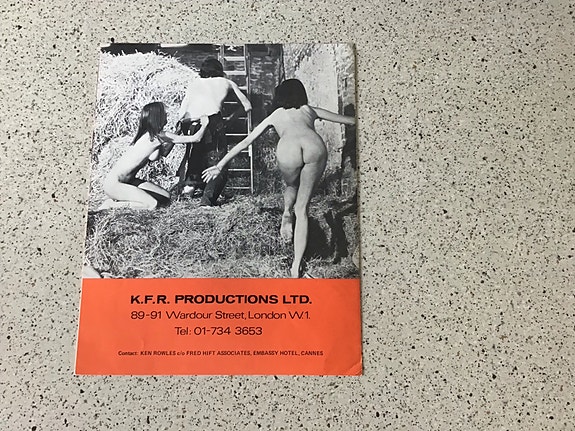 K.F.R. PRODUCTIONS LTD.
89-91 Wardour Street, London W.1.
Tel: 01-734 3653
Contact: KEN ROWLES c/o FRED HIFT ASSOCIATES, EMBASSY HOTEL, CANNES